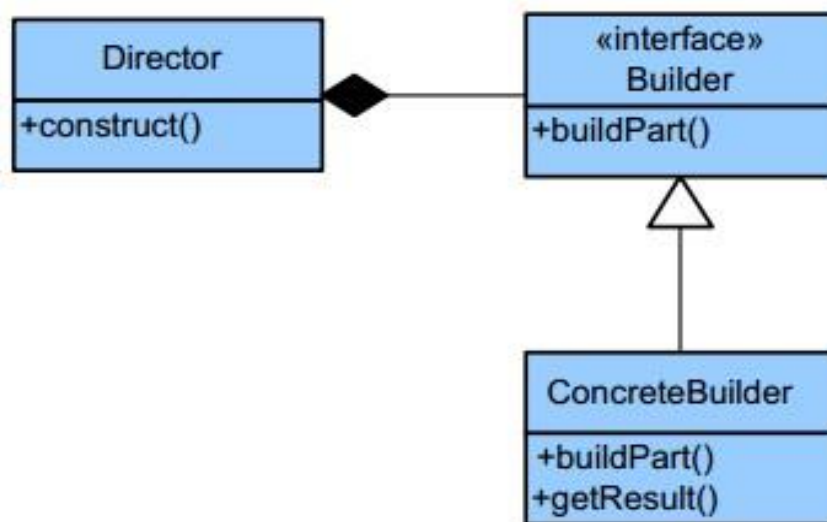 Director
+construct()
«interface»
Builder
+buildPart()
ConcreteBuilder
+buildPart()
+getResult()